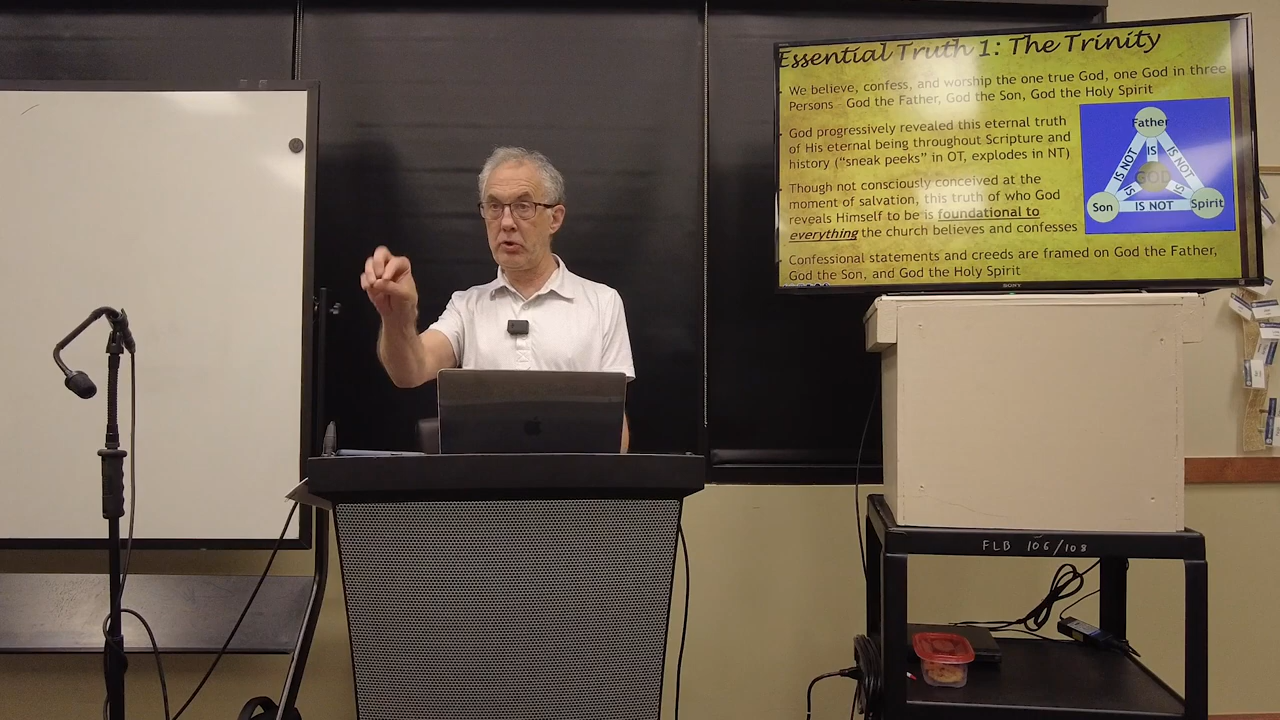 Essential Truth 1: The Trinity
We believe, confess, and worship the one true God, one God in three
Persons - God the Father, God the Son, God the Holy Spirit
God progressively revealed this eternal truth
of His eternal being throughout Scripture and
history ("sneak peeks" in OT, explodes in NT)
Though not consciously conceived at the
moment of salvation, this truth of who God
reveals Himself to be is foundational to
everything the church believes and confesses
Confessional statements and creeds are framed on God the Father,
God the Son, and God the Holy Spirit
Father
IS NOT
IS
IS NOT
GOD
IS
IS
Son
IS NOT
Spirit
SONY
FLB 106/108